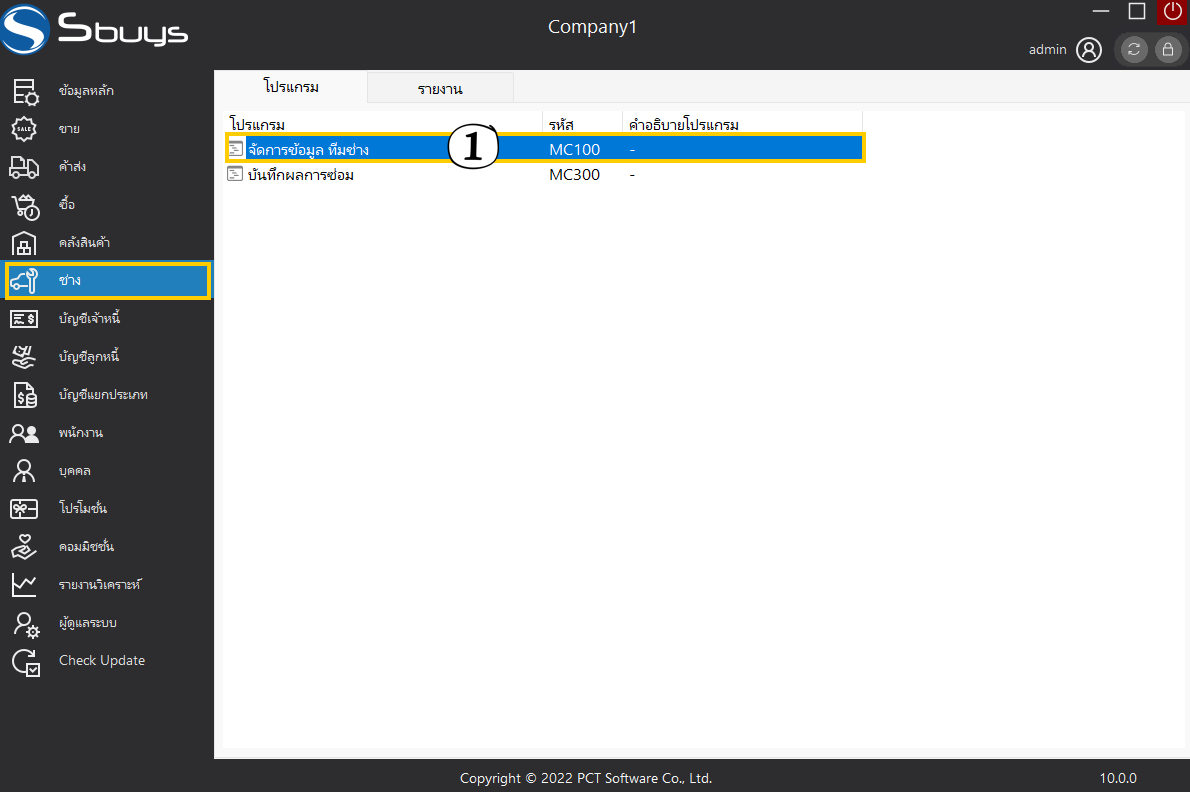 Sbuys
Company1
admin
ข้อมูลหลัก
ขาย
ค้าส่ง
ซื้อ
คลังสินค้า
ช่าง
บัญชีเจ้าหนี้
บัญชีลูกหนี้
บัญชีแยกประเภท
พนักงาน
บุคคล
โปรโมชั่น
คอมมิชชั่น
รายงานวิเคราะห์
ผู้ดูแลระบบ
Check Update
โปรแกรม รายงาน
โปรแกรม รหัส คำอธิบายโปรแกรม
จัดการข้อมูล ทีมช่าง 1 MC100 -
บันทึกผลการซ่อม MC300 -
Copyright © 2022 PCT Software Co., Ltd. 10.0.0